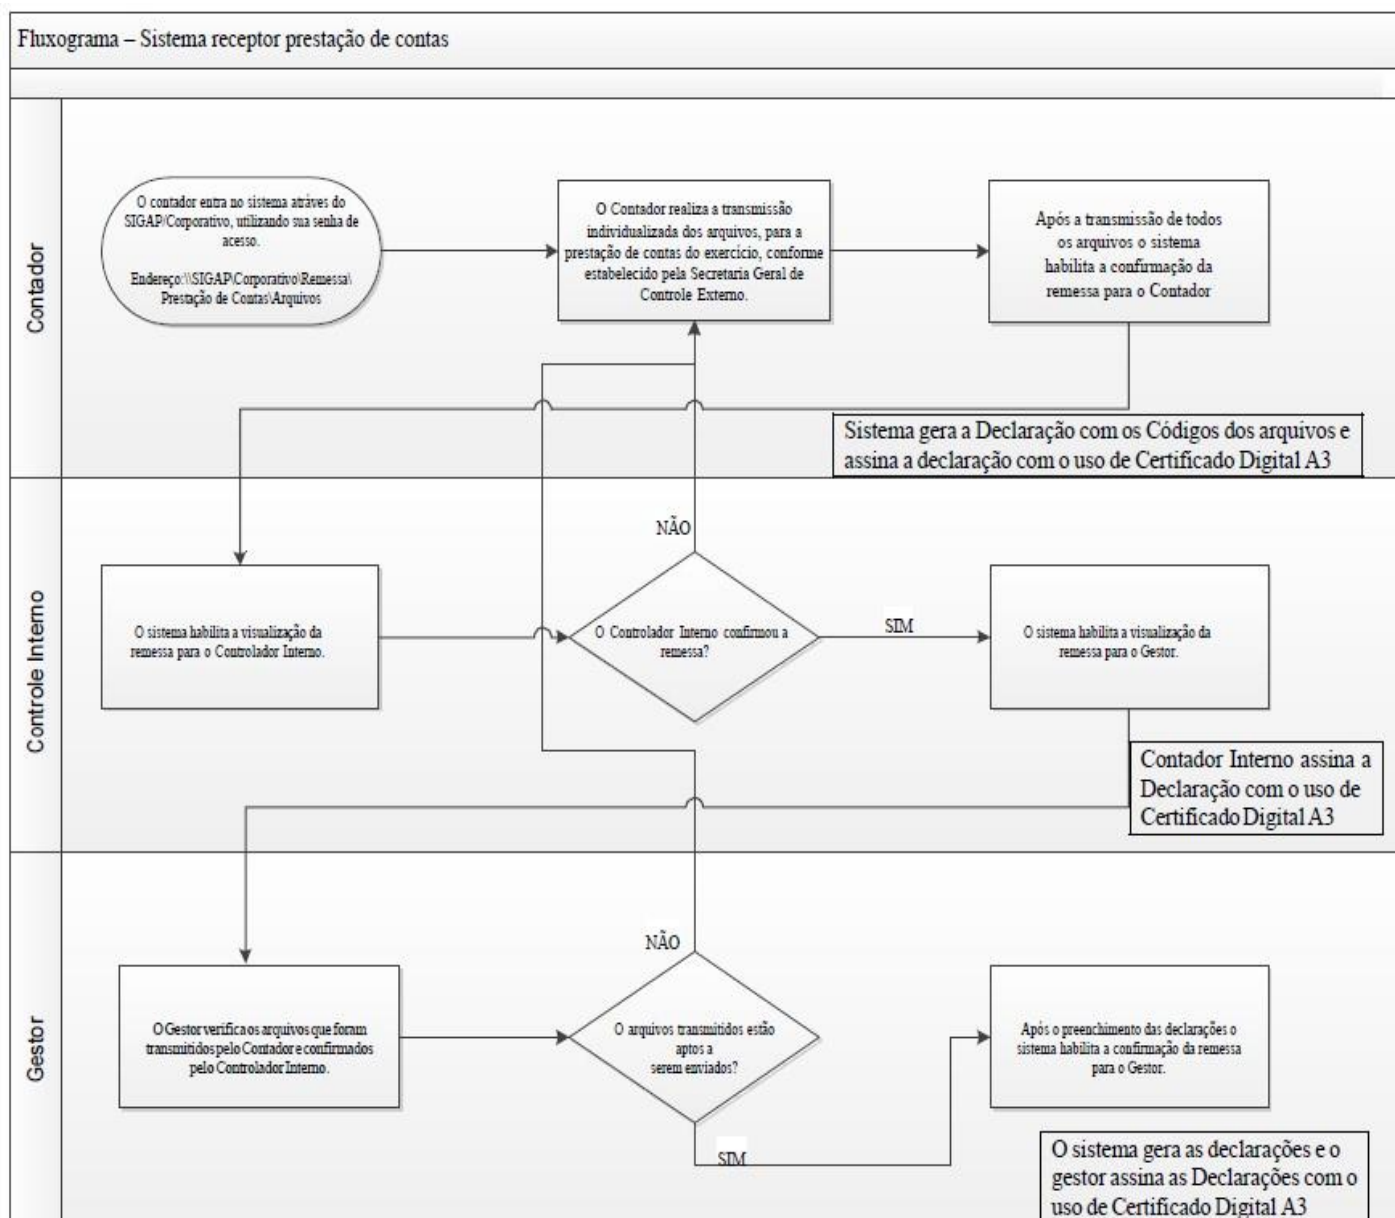 Fluxograma – Sistema receptor prestação de contas
Contador
O contador entra no sistema atráves do
SIGAP/Corporativo, utilizando sua senha de
acesso.
Endereço:\\SIGAP\Corporativo\Remessa\
Prestação de Contas\Arquivos
O Contador realiza a transmissão
individualizada dos arquivos, para a
prestação de contas do exercício, conforme
estabelecido pela Secretaria Geral de
Controle Externo.
Após a transmissão de todos
os arquivos o sistema
habilita a confirmação da
remessa para o Contador
Sistema gera a Declaração com os Códigos dos arquivos e
assina a declaração com o uso de Certificado Digital A3
Controle Interno
O sistema habilita a visualização da
remessa para o Controlador Interno.
NÃO
O Controlador Interno confirmou a
remessa?
SIM
O sistema habilita a visualização da
remessa para o Gestor.
Contador Interno assina a
Declaração com o uso de
Certificado Digital A3
Gestor
O Gestor verifica os arquivos que foram
transmitidos pelo Contador e confirmados
pelo Controlador Interno.
NÃO
O arquivos transmitidos estão
aptos a
serem enviados?
SIM
Após o preenchimento das declarações o
sistema habilita a confirmação da remessa
para o Gestor.
O sistema gera as declarações e o
gestor assina as Declarações com o
uso de Certificado Digital A3